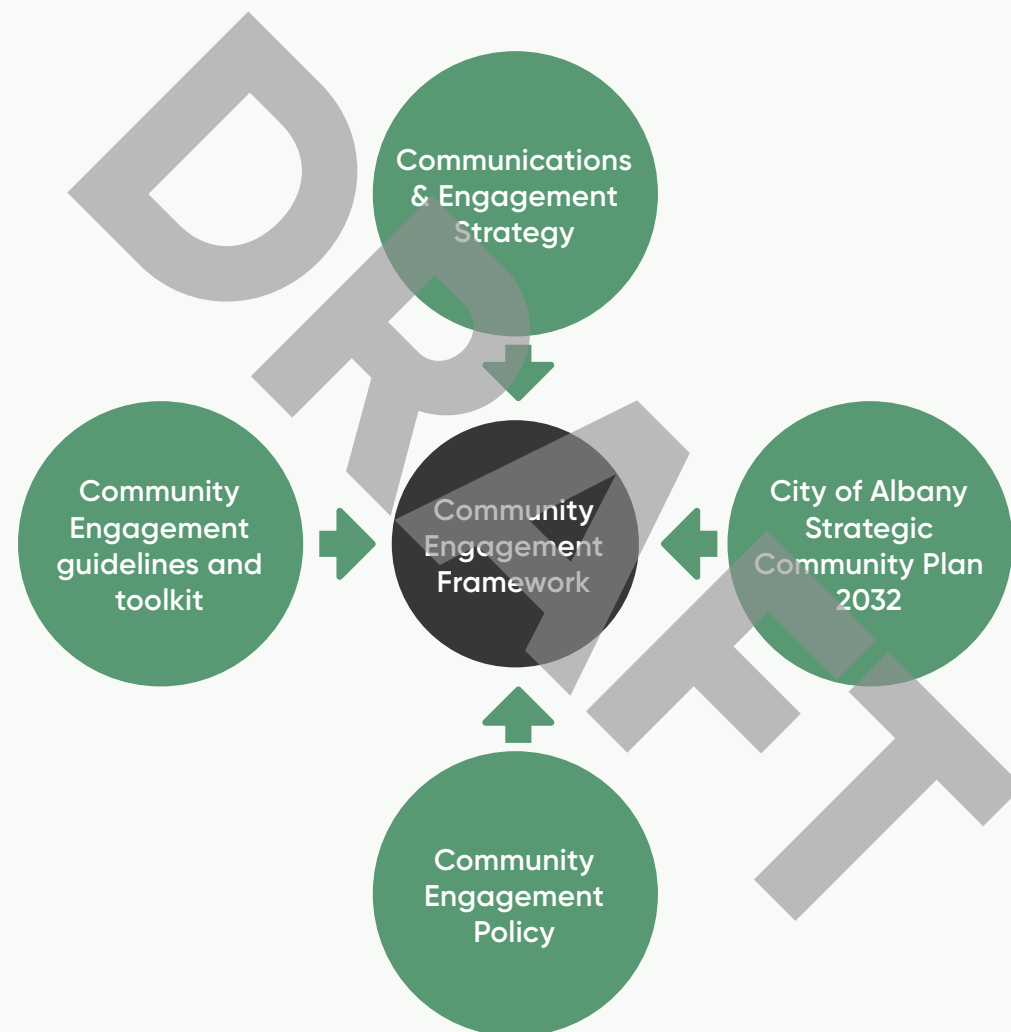 Communications
& Engagement
Strategy
Community
Engagement
guidelines and
toolkit
Community
Engagement
Framework
City of Albany
Strategic
Community Plan
2032
Community
Engagement
Policy
DRAFT